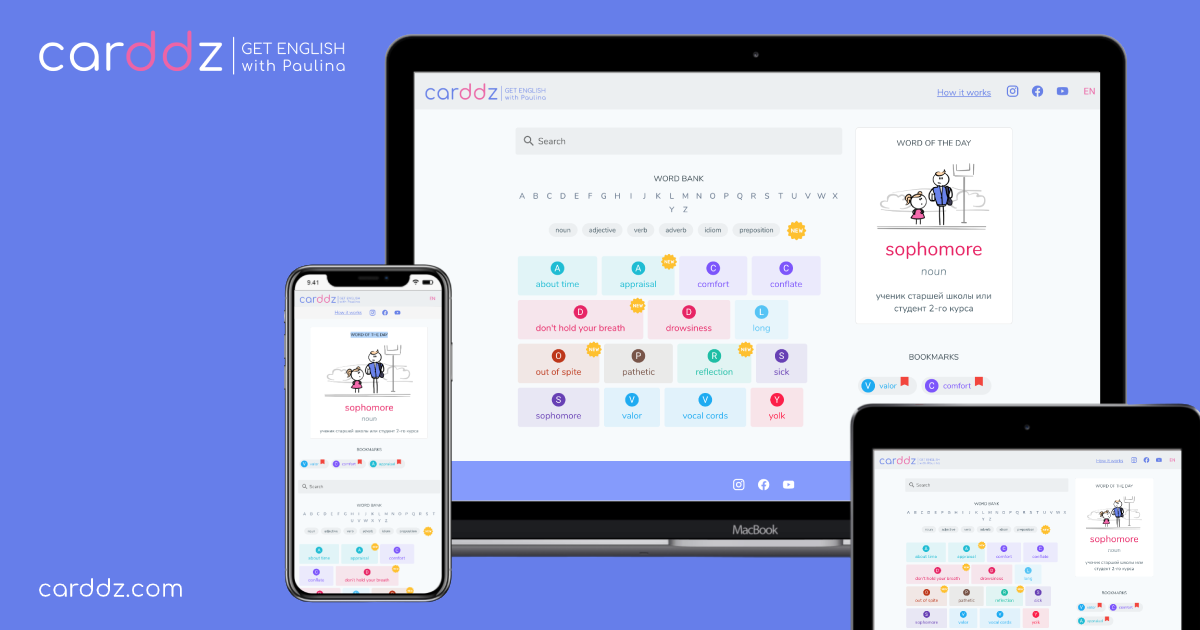 carddz GET ENGLISH
with Paulina
carddz.com
carddz GET ENGLISH
with Paulina
How it works
EN
Search
WORD BANK
A B C D E F G H I J K L M N O P Q R S T U V W X
Y Z
noun adjective verb adverb idiom preposition NEW
A A NEW C C
about time appraisal comfort conflate
D NEW D L
don't hold your breath drowsiness long
O NEW P R NEW S
out of spite pathetic reflection sick
S V V Y
sophomore valor vocal cords yolk
WORD OF THE DAY
sophomore
noun
ученик старшей школы или
студент 2-го курса
BOOKMARKS
V valor C comfort
MacBook
9:41
carddz GET ENGLISH
with Paulina
EN
How it works
WORD OF THE DAY
sophomore
noun
ученик старшей школы или студент 2-го курса
BOOKMARKS
V valor C comfort A appraisal
Search
WORD BANK
A B C D E F G H I J K L M N O P Q R S T
U V W X Y Z
noun adjective verb adverb idiom preposition
A A C
about time appraisal comfort
C D
conflate don't hold your breath
carddz GET ENGLISH
with Paulina
How it works
EN
Search
WORD BANK
A B C D E F G H I J K L M N O P Q R S T U V W X
Y Z
noun adjective verb adverb idiom preposition
A A C C
about time appraisal comfort conflate
D D L
don't hold your breath drowsiness long
O P R S
out of spite pathetic reflection sick
S V V Y
sophomore valor vocal cords yolk
WORD OF THE DAY
sophomore
noun
ученик старшей школы или
студент 2-го курса
BOOKMARKS
V valor C comfort
A appraisal